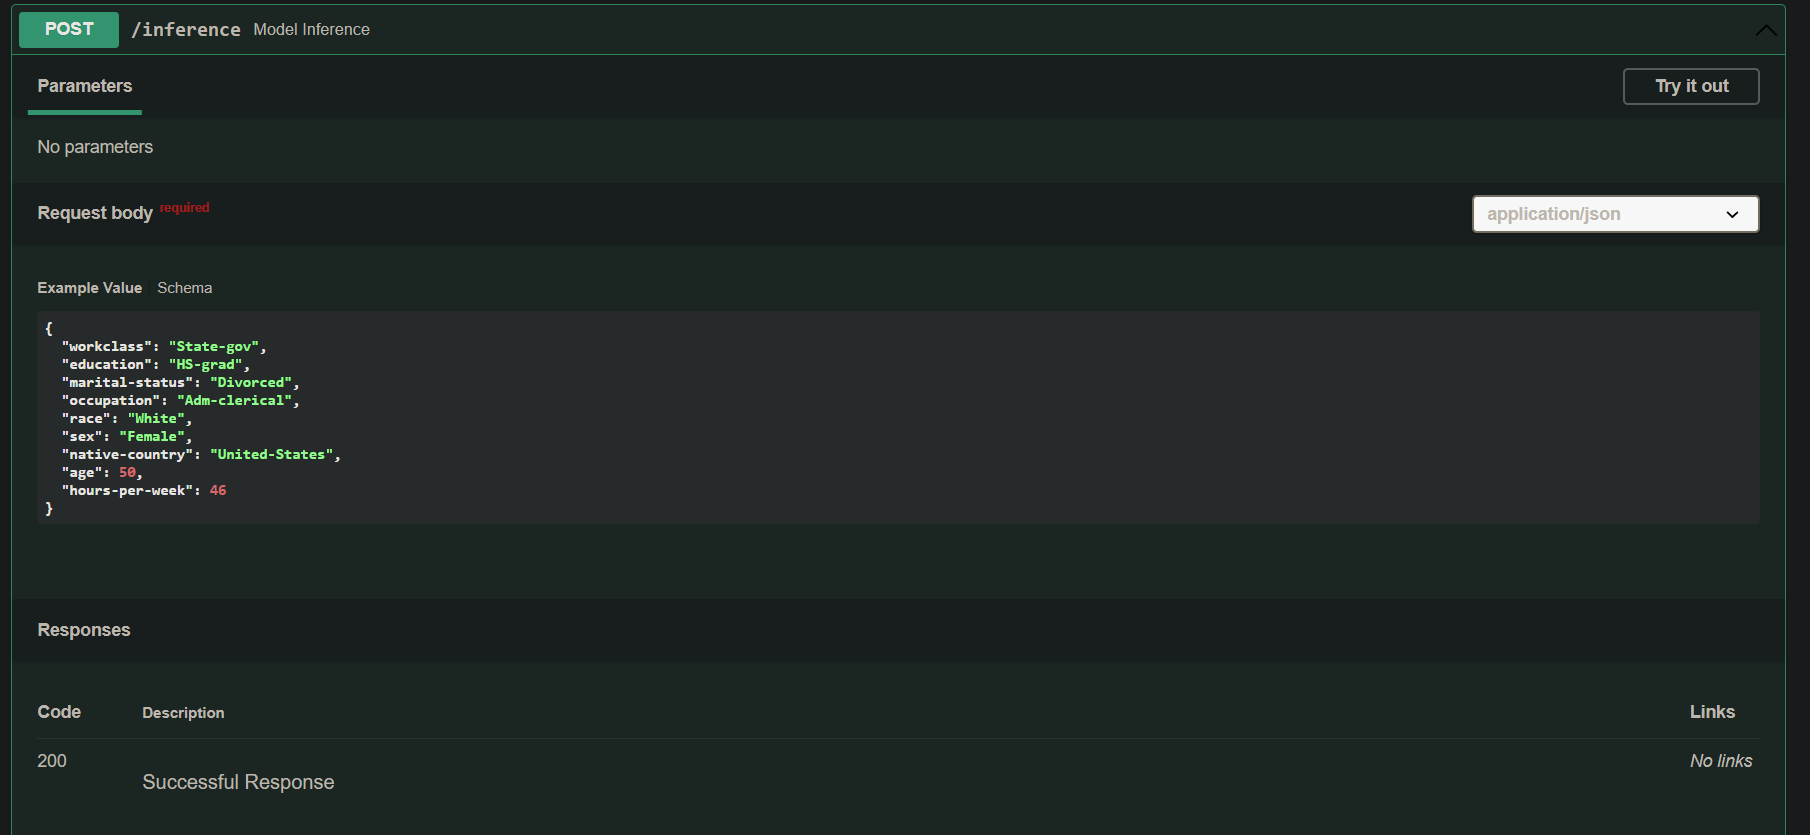 POST /inference Model Inference
Parameters Try it out
No parameters
Request body required application/json
Example Value Schema
{
  "workclass": "State-gov",
  "education": "HS-grad",
  "marital-status": "Divorced",
  "occupation": "Adm-clerical",
  "race": "White",
  "sex": "Female",
  "native-country": "United-States",
  "age": 50,
  "hours-per-week": 46
}
Responses
Code Description Links
200 No links
Successful Response